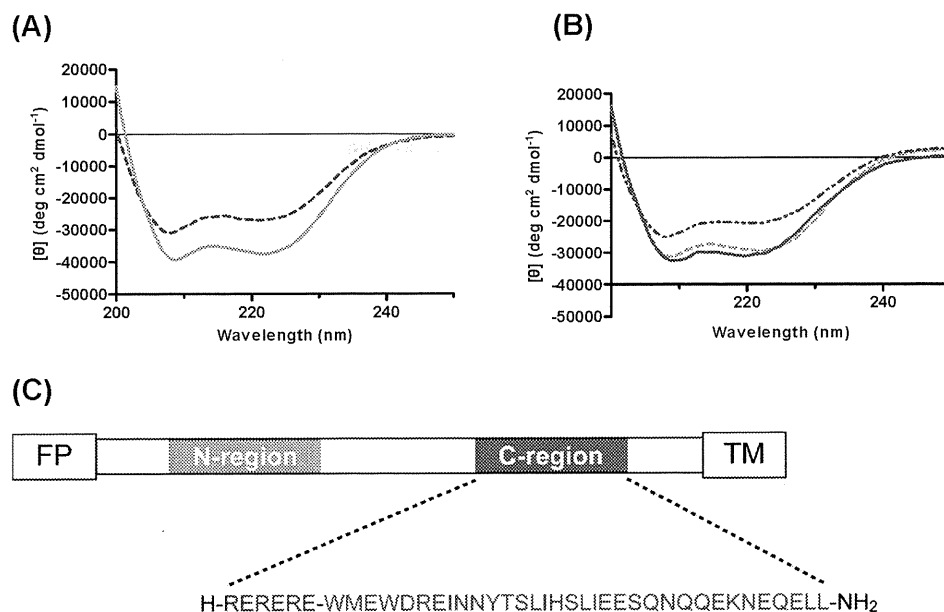 (A)
20000
10000
0
-10000
-20000
-30000
-40000
-50000
200
220
240
[θ] (deg cm² dmol⁻¹)
Wavelength (nm)
(B)
20000
10000
0
-10000
-20000
-30000
-40000
220
240
[θ] (deg cm² dmol⁻¹)
Wavelength (nm)
(C)
FP N-region C-region TM
H-RERERE-WMEWDREINNYTSLIHSLIEESQNQQEKNEQELL-NH₂